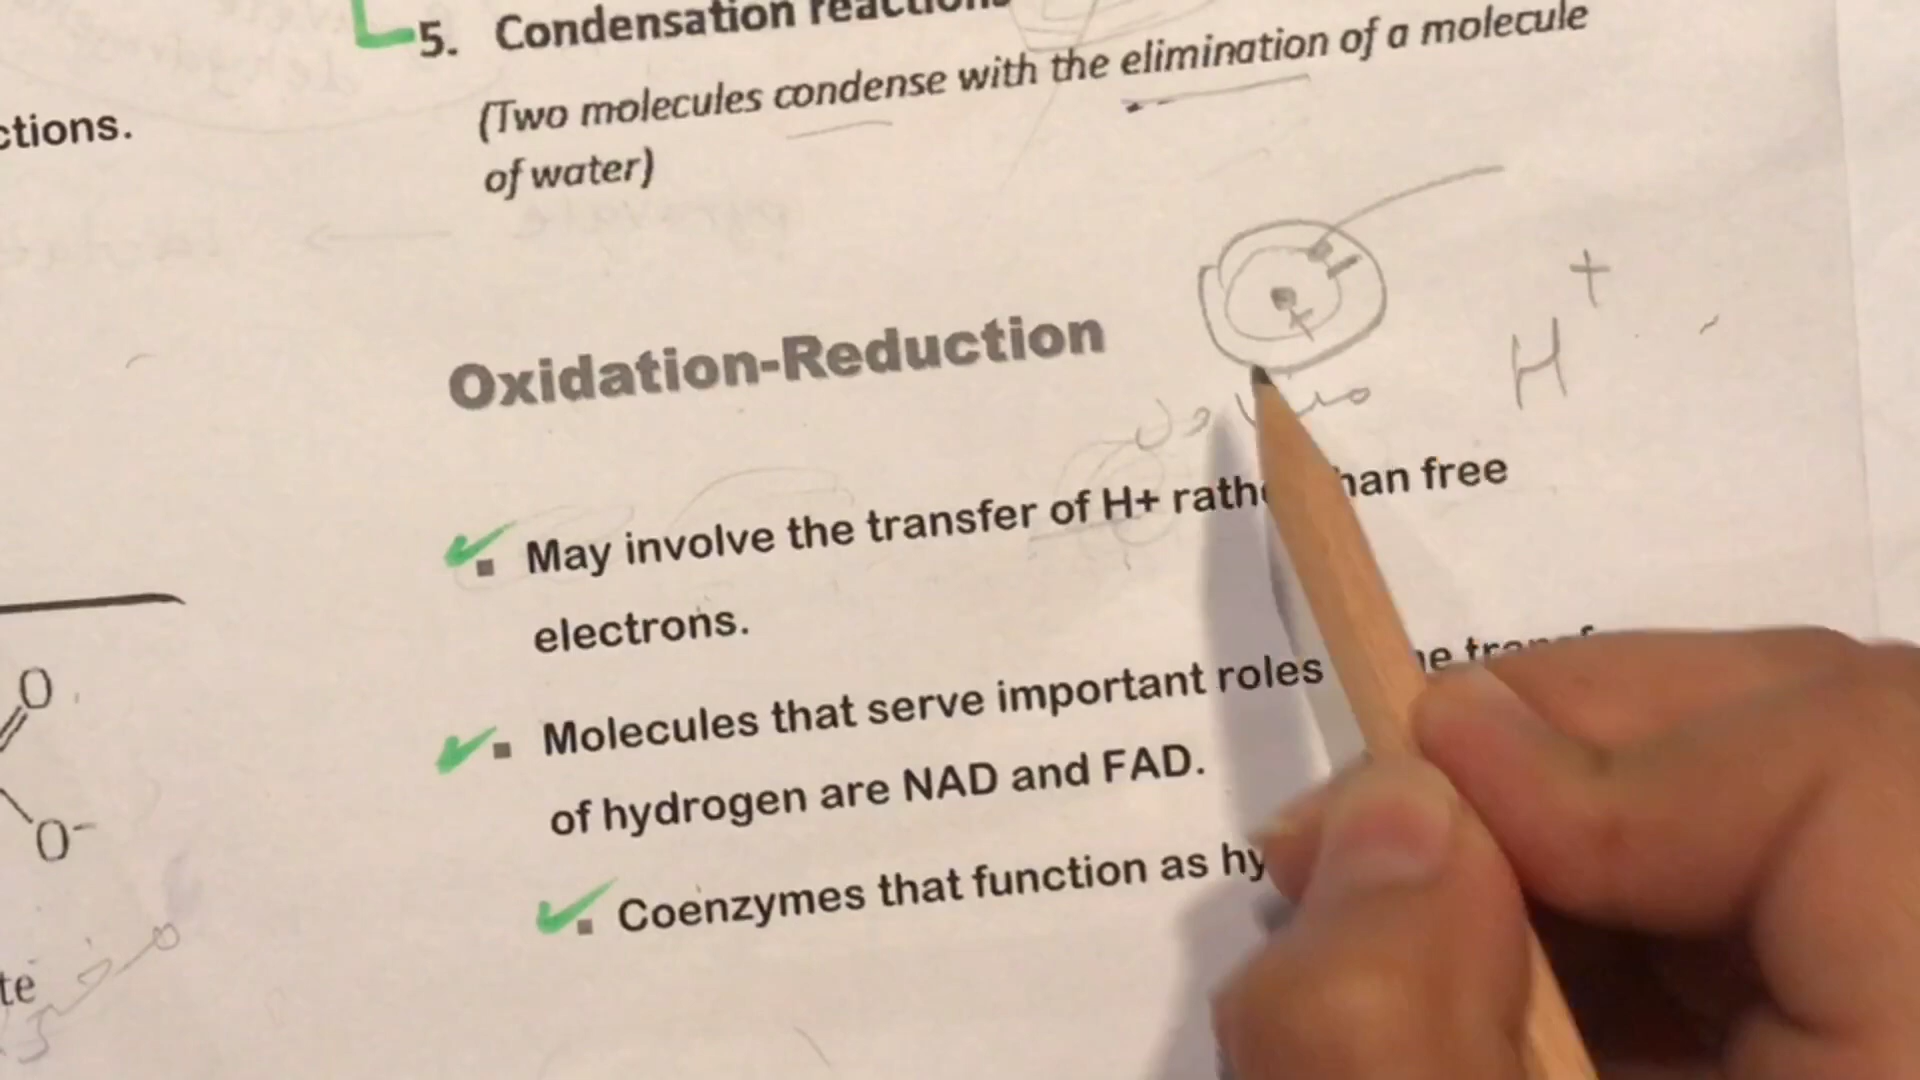 5. Condensation reactions
(Two molecules condense with the elimination of a molecule
of water)
ctions.
+
H
Oxidation-Reduction
May involve the transfer of H+ than free
electrons.
Molecules that serve important roles
of hydrogen are NAD and FAD.
Coenzymes that function as hy
O
O-
te